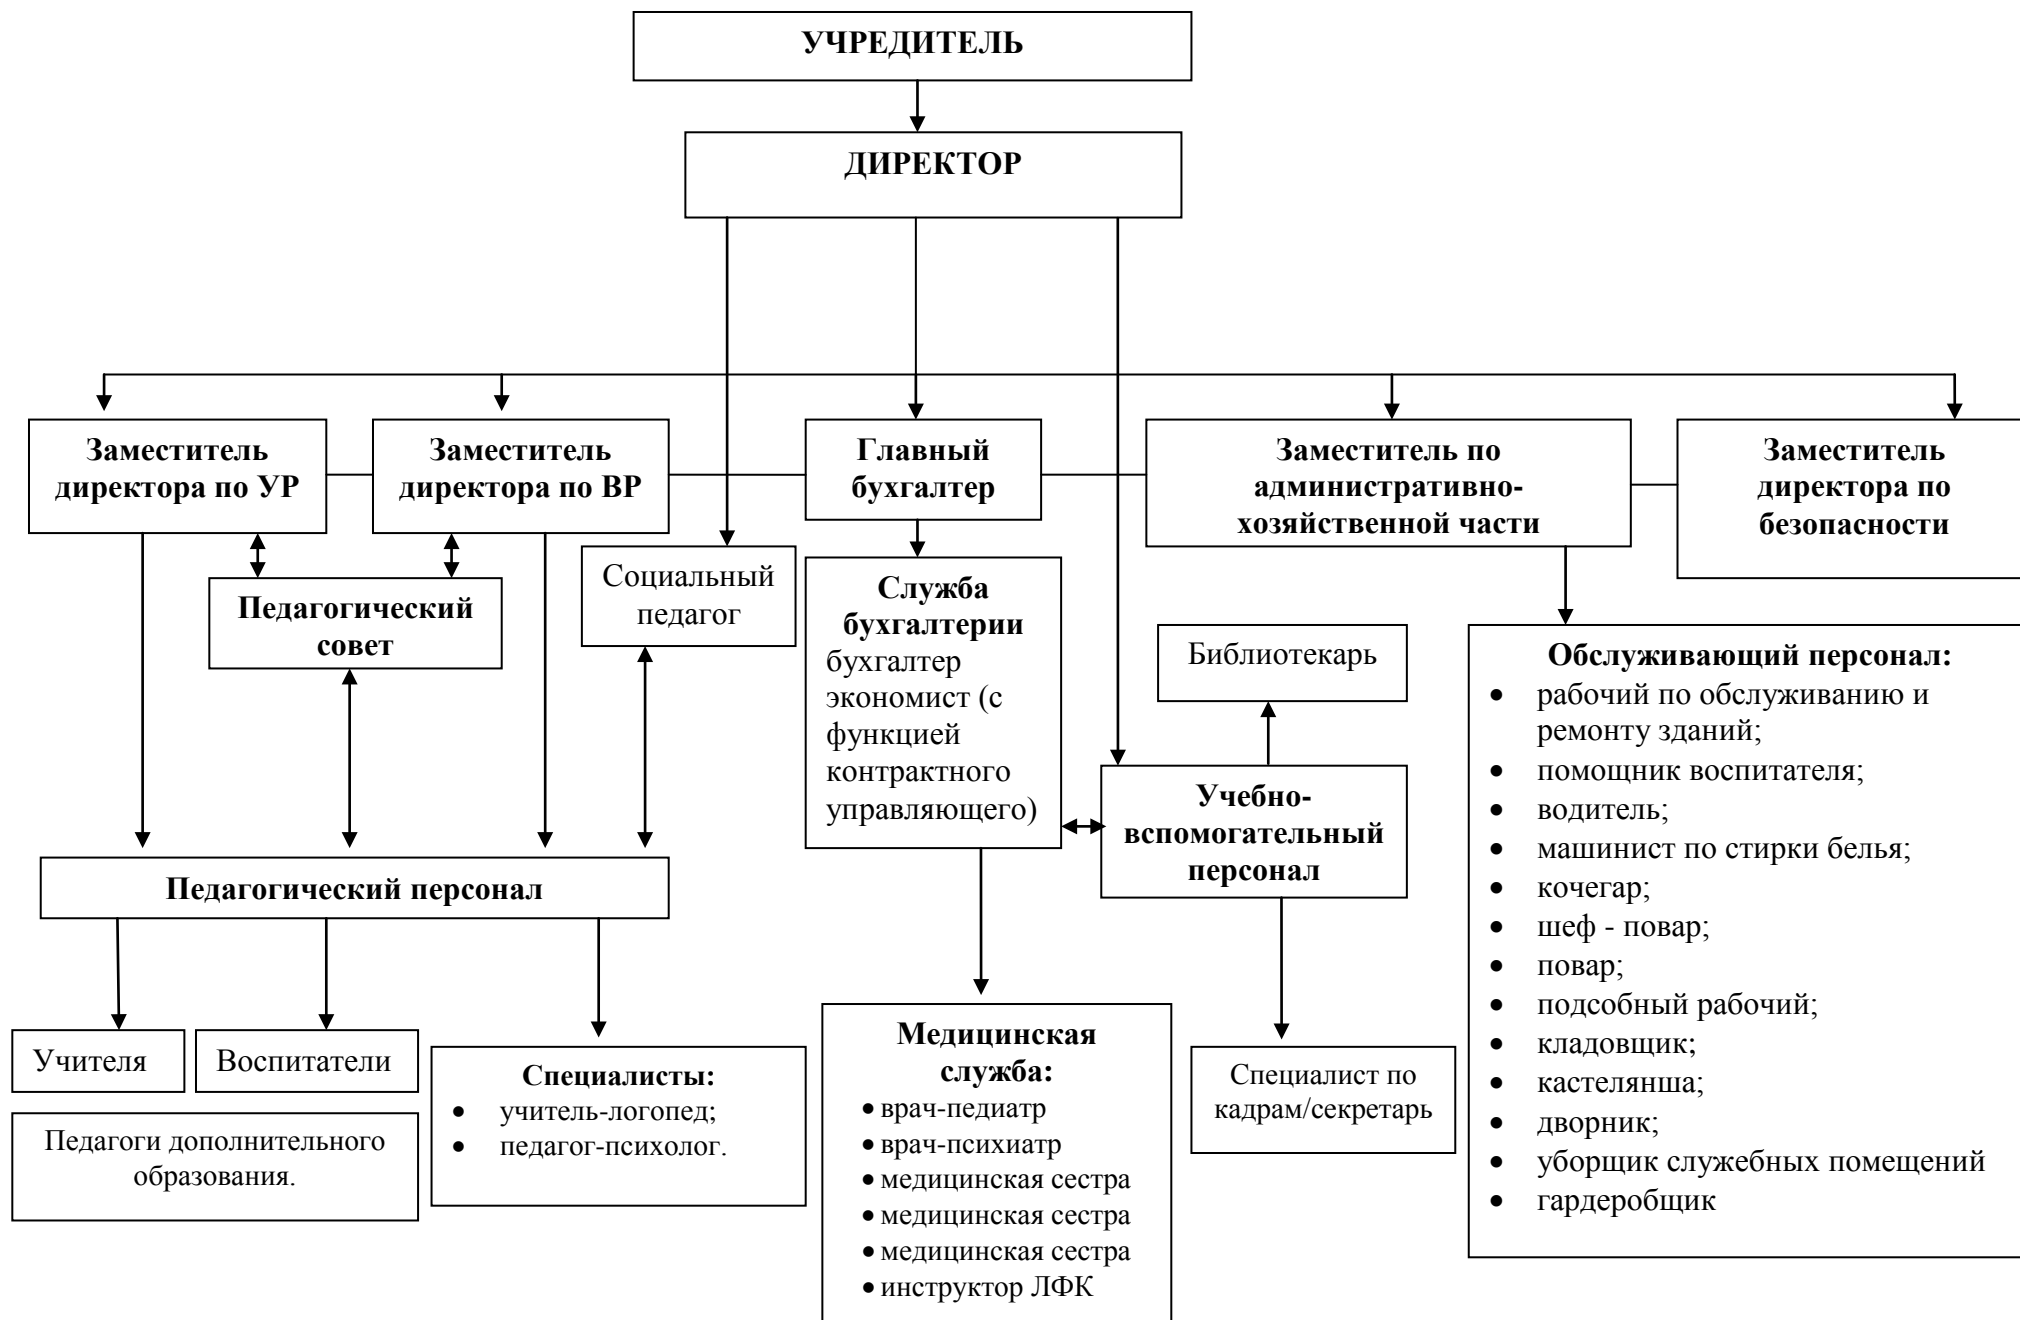 УЧРЕДИТЕЛЬ
ДИРЕКТОР
Заместитель
директора по УР
Заместитель
директора по ВР
Главный
бухгалтер
Заместитель по
административно-
хозяйственной части
Заместитель
директора по
безопасности
Педагогический
совет
Социальный
педагог
Служба
бухгалтерии
бухгалтер
экономист (с
функцией
контрактного
управляющего)
Библиотекарь
Учебно-
вспомогательный
персонал
Обслуживающий персонал:
• рабочий по обслуживанию и
ремонту зданий;
• помощник воспитателя;
• водитель;
• машинист по стирки белья;
• кочегар;
• шеф - повар;
• повар;
• подсобный рабочий;
• кладовщик;
• кастелянша;
• дворник;
• уборщик служебных помещений
• гардеробщик
Педагогический персонал
Учителя
Воспитатели
Педагоги дополнительного
образования.
Специалисты:
• учитель-логопед;
• педагог-психолог.
Медицинская
служба:
• врач-педиатр
• врач-психиатр
• медицинская сестра
• медицинская сестра
• медицинская сестра
• инструктор ЛФК
Специалист по
кадрам/секретарь